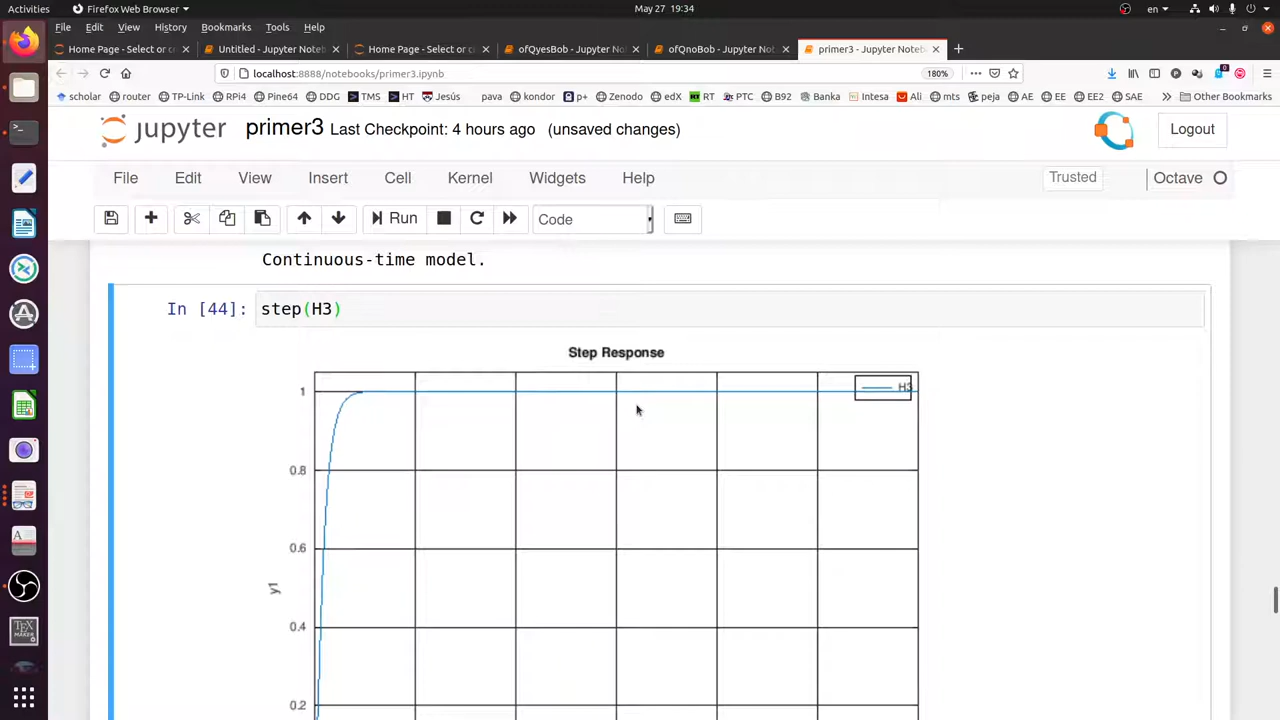 Activities Firefox Web Browser May 27 19:34 en
File Edit View History Bookmarks Tools Help
Home Page - Select or c Untitled - Jupyter Noteb Home Page - Select or c ofQyesBob - Jupyter Note ofQnoBob - Jupyter Note primer3 - Jupyter Noteb
localhost:8888/notebooks/primer3.ipynb 180%
scholar router TP-Link RPi4 Pine64 DDG TMS HT Jesús pava kondor p+ Zenodo edX RT PTC B92 Banka Intesa Ali mts peja AE EE EE2 SAE Other Bookmarks
jupyter primer3 Last Checkpoint: 4 hours ago (unsaved changes) Logout
File Edit View Insert Cell Kernel Widgets Help Trusted Octave
Run Code
Continuous-time model.
In [44]: step(H3)
Step Response
H3
1
0.8
0.6
y1
0.4
0.2